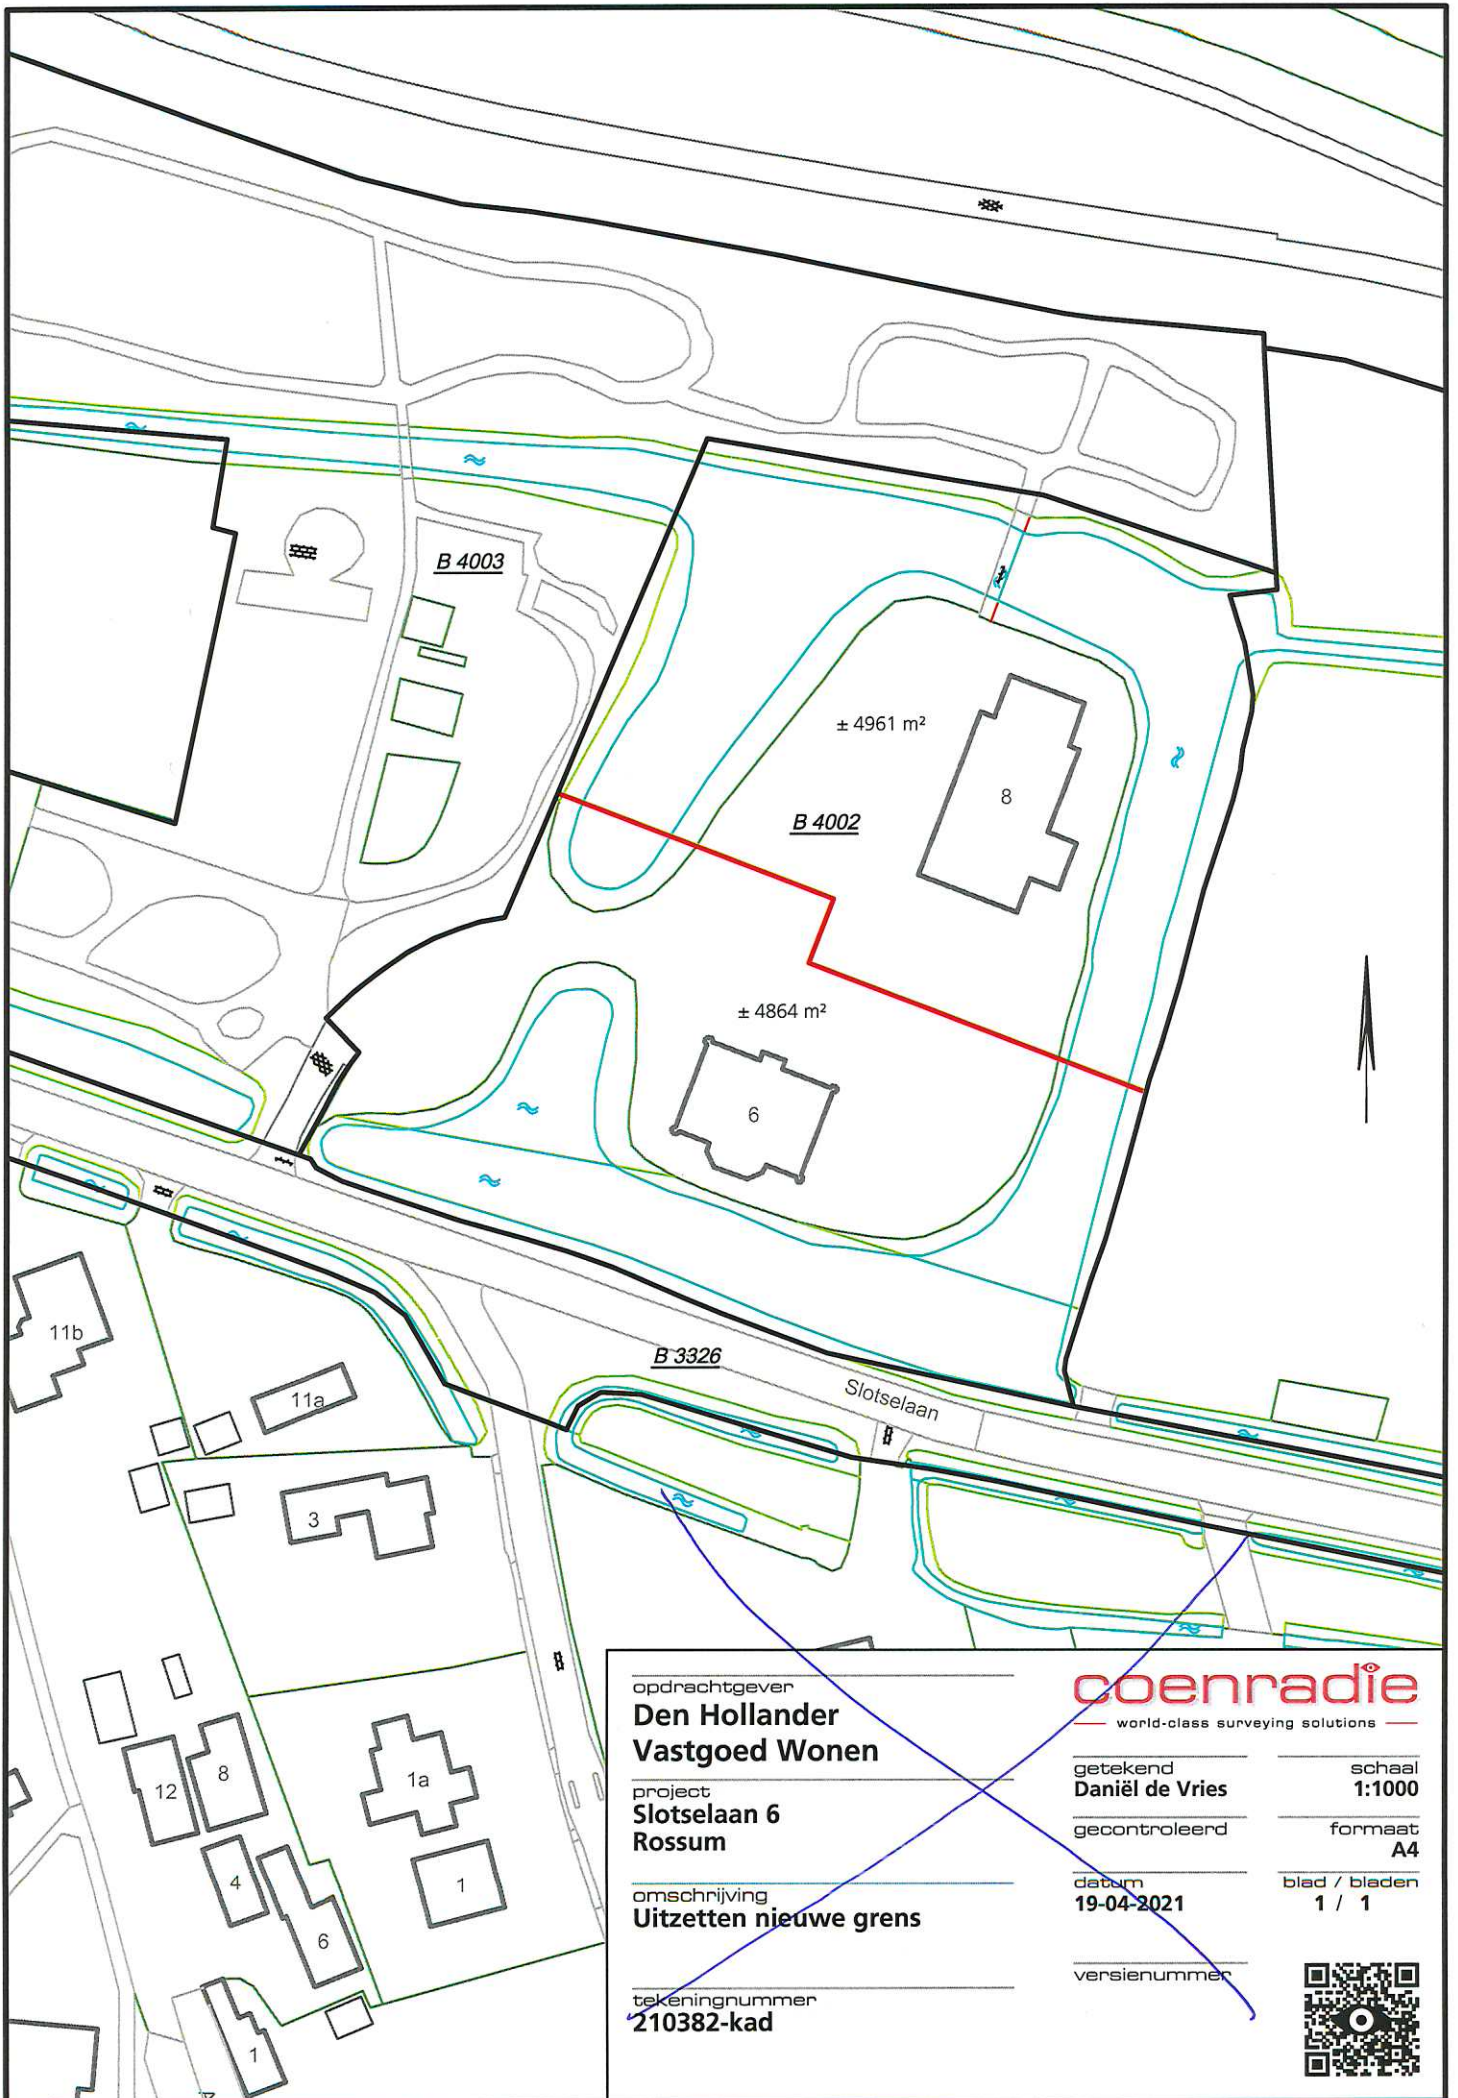 B 4003
± 4961 m²
8
B 4002
± 4864 m²
6
11b
B 3326
Slotselaan
11a
3
12
8
1a
4
1
6
1
opdrachtgever
Den Hollander
Vastgoed Wonen
project
Slotselaan 6
Rossum
omschrijving
Uitzetten nieuwe grens
tekeningnummer
210382-kad
coenradie
world-class surveying solutions
getekend
Daniël de Vries
schaal
1:1000
gecontroleerd
formaat
A4
datum
19-04-2021
blad / bladen
1 / 1
versienummer